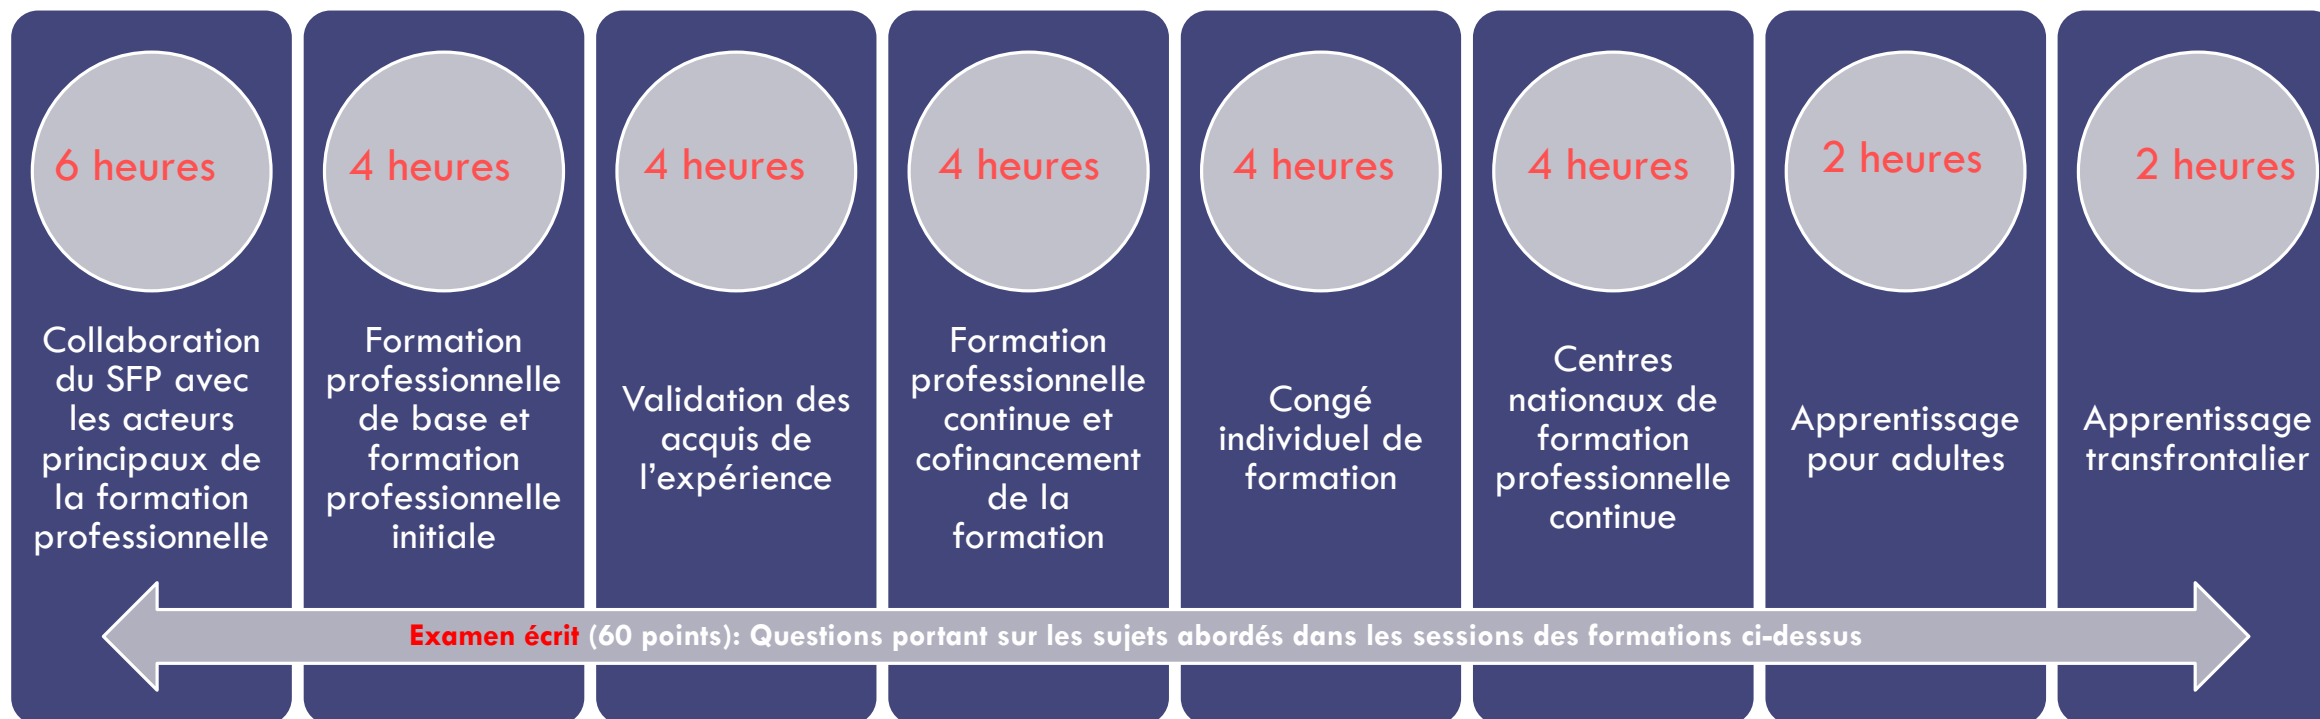 6 heures
Collaboration
du SFP avec
les acteurs
principaux de
la formation
professionnelle
4 heures
Formation
professionnelle
de base et
formation
professionnelle
initiale
4 heures
Validation des
acquis de
l’expérience
4 heures
Formation
professionnelle
continue et
cofinancement
de la
formation
4 heures
Congé
individuel de
formation
4 heures
Centres
nationaux de
formation
professionnelle
continue
2 heures
Apprentissage
pour adultes
2 heures
Apprentissage
transfrontalier
Examen écrit (60 points): Questions portant sur les sujets abordés dans les sessions des formations ci-dessus